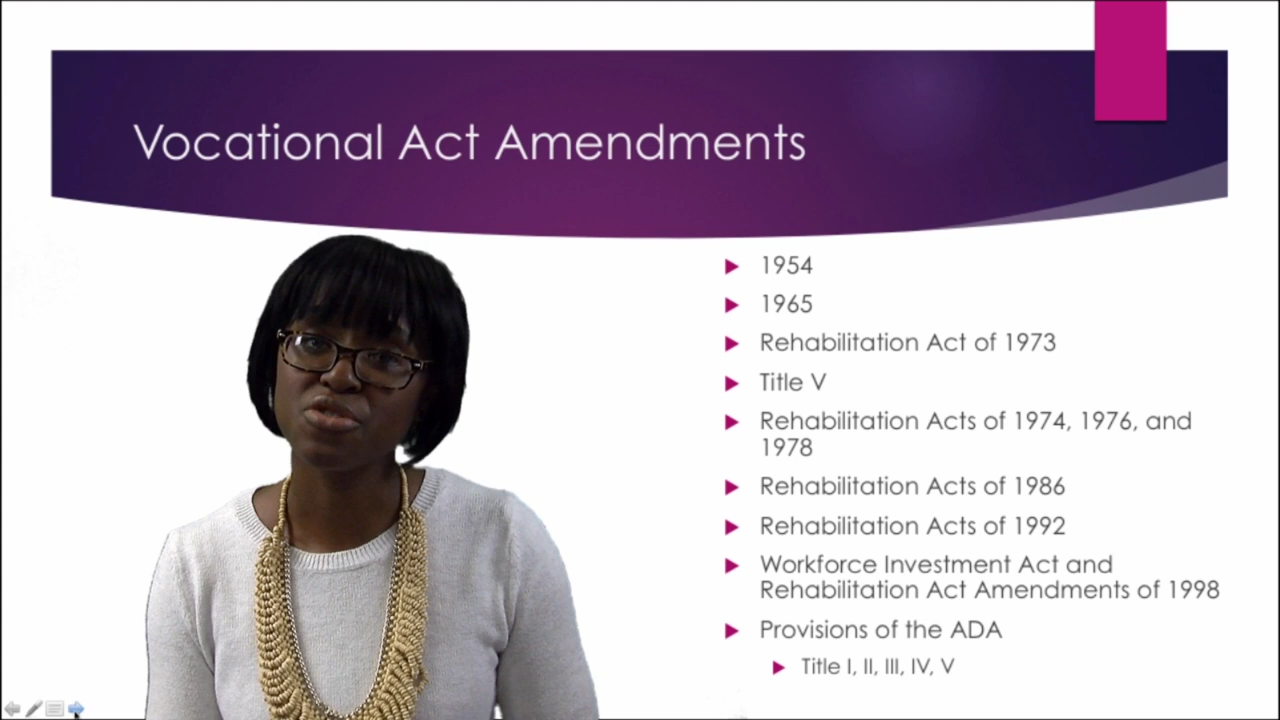 Vocational Act Amendments
1954
1965
Rehabilitation Act of 1973
Title V
Rehabilitation Acts of 1974, 1976, and
1978
Rehabilitation Acts of 1986
Rehabilitation Acts of 1992
Workforce Investment Act and
Rehabilitation Act Amendments of 1998
Provisions of the ADA
Title I, II, III, IV, V